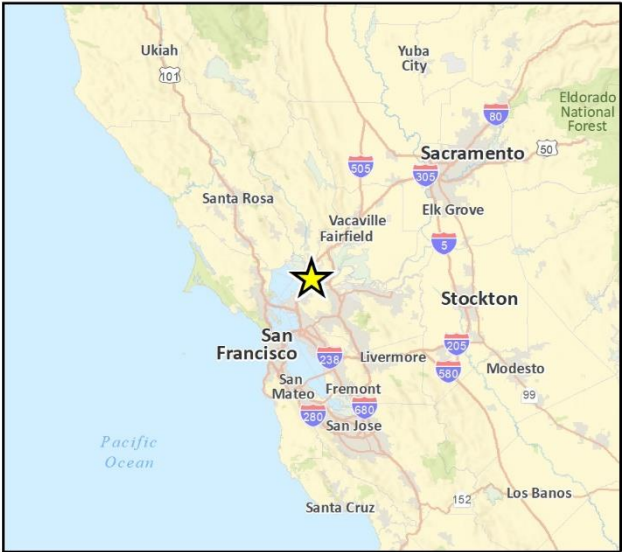 Ukiah
Yuba
City
101
Eldorado
National
Forest
80
50
Sacramento
505
305
Santa Rosa
Elk Grove
Vacaville
Fairfield
5
Stockton
San
Francisco
205
238
Livermore
580
Modesto
San
Mateo
Fremont
99
280
680
San Jose
Pacific
Ocean
152
Los Banos
Santa Cruz